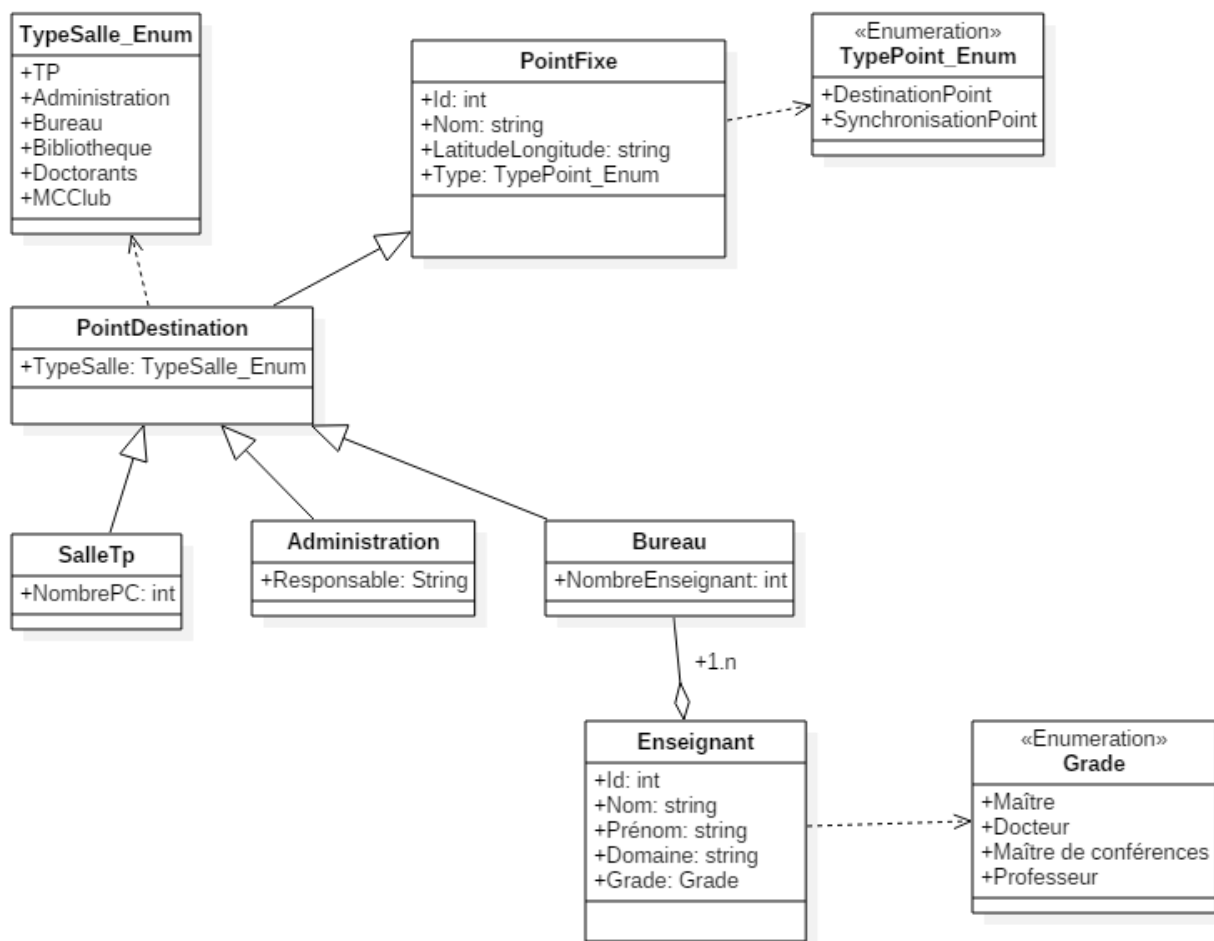 TypeSalle_Enum
+TP
+Administration
+Bureau
+Bibliotheque
+Doctorants
+MCClub
PointFixe
+Id: int
+Nom: string
+LatitudeLongitude: string
+Type: TypePoint_Enum
«Enumeration»
TypePoint_Enum
+DestinationPoint
+SynchronisationPoint
PointDestination
+TypeSalle: TypeSalle_Enum
SalleTp
+NombrePC: int
Administration
+Responsable: String
Bureau
+NombreEnseignant: int
+1.n
Enseignant
+Id: int
+Nom: string
+Prénom: string
+Domaine: string
+Grade: Grade
«Enumeration»
Grade
+Maître
+Docteur
+Maître de conférences
+Professeur